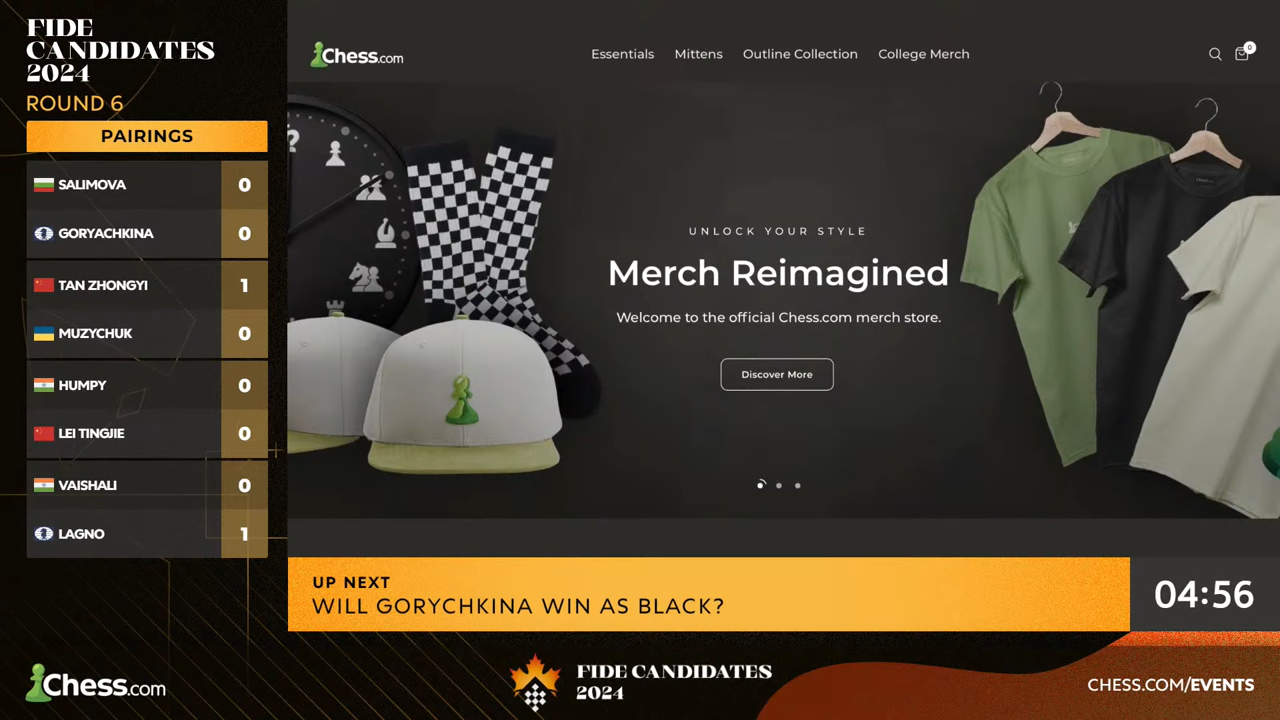 FIDE
CANDIDATES
2024
ROUND 6
PAIRINGS
SALIMOVA 0
GORYACHKINA 0
TAN ZHONGYI 1
MUZYCHUK 0
HUMPY 0
LEI TINGJIE 0
VAISHALI 0
LAGNO 1
Chess.com
Essentials Mittens Outline Collection College Merch
0
UNLOCK YOUR STYLE
Merch Reimagined
Welcome to the official Chess.com merch store.
Discover More
UP NEXT
WILL GORYCHKINA WIN AS BLACK?
04:56
Chess.com
FIDE CANDIDATES
2024
CHESS.COM/EVENTS